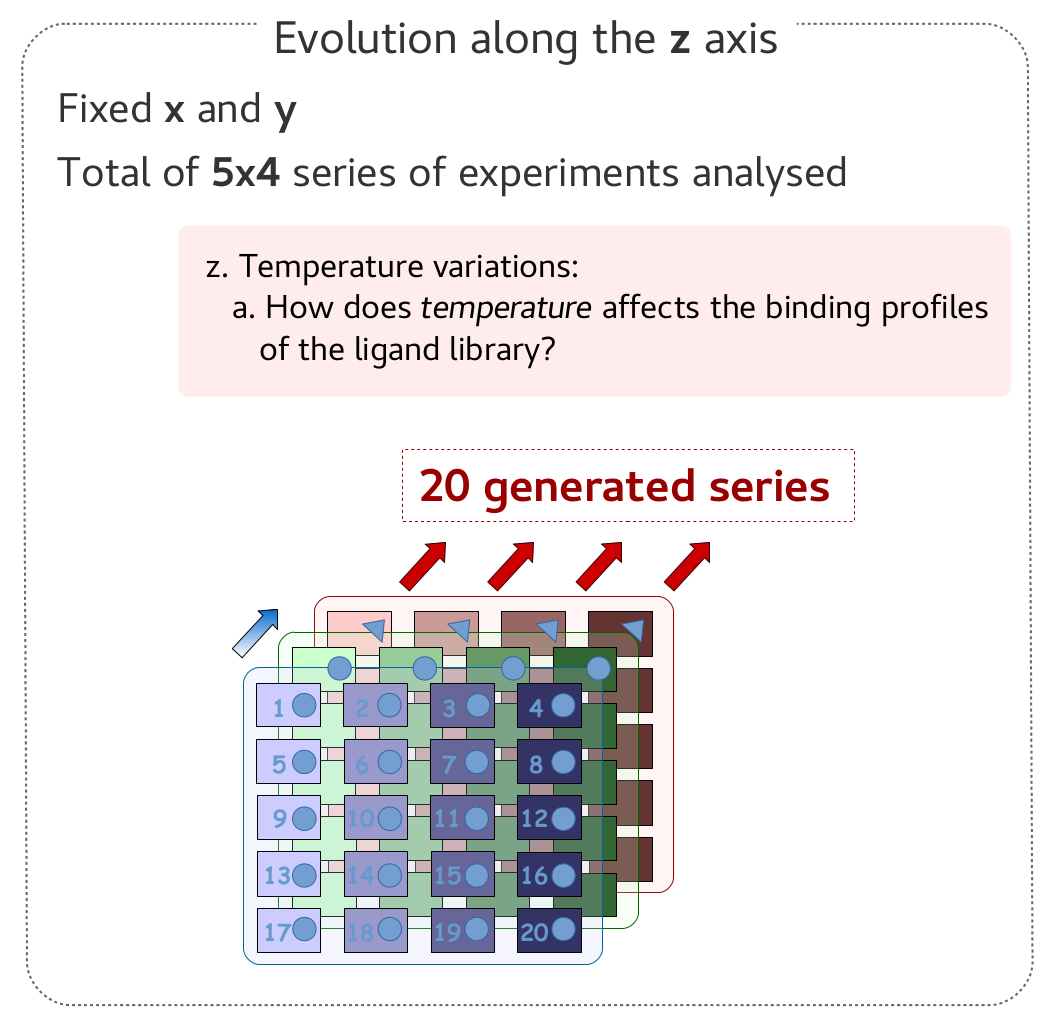 Evolution along the z axis
Fixed x and y
Total of 5x4 series of experiments analysed
z. Temperature variations:
a. How does temperature affects the binding profiles
of the ligand library?
20 generated series
1 2 3 4
5 6 7 8
9 10 11 12
13 14 15 16
17 18 19 20